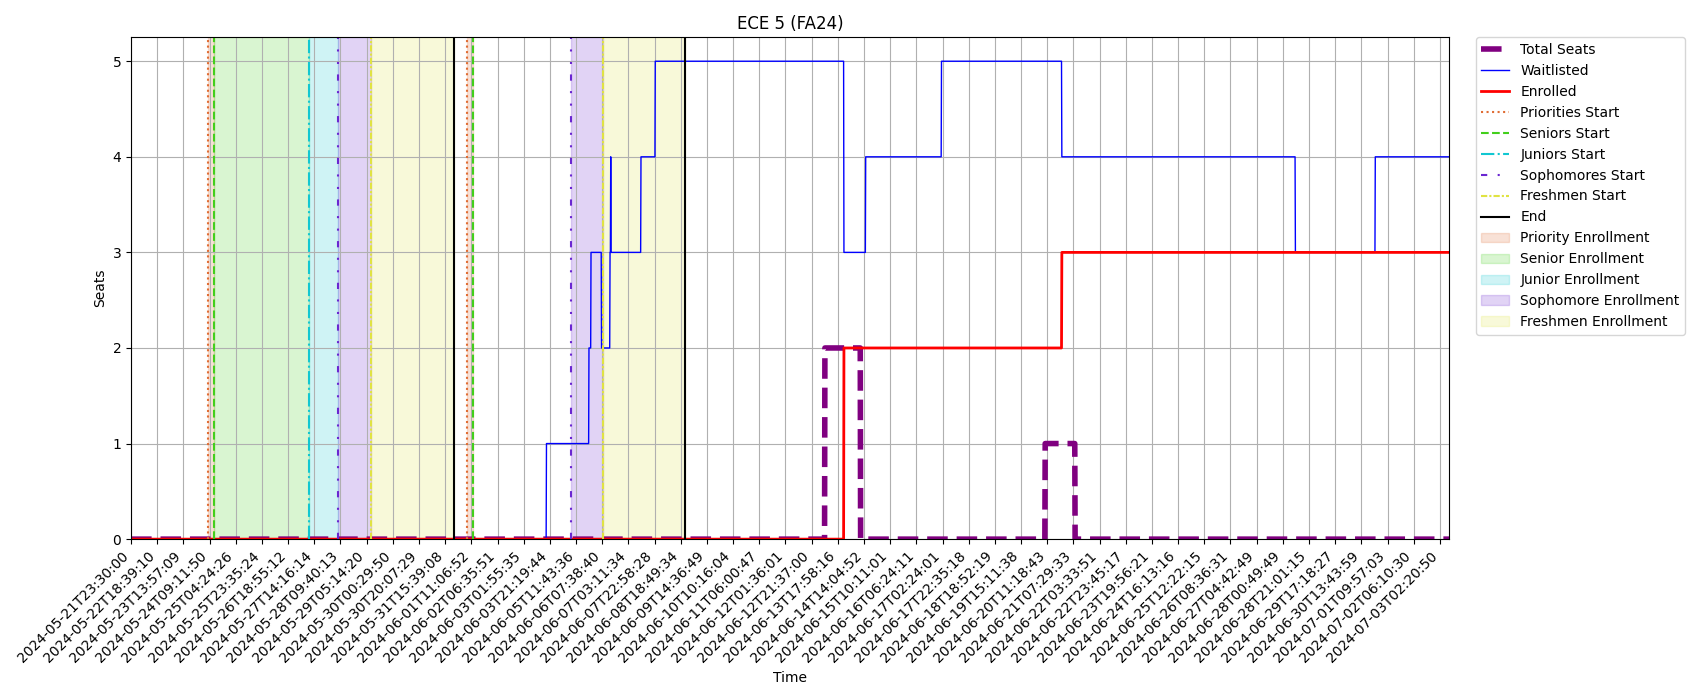 ECE 5 (FA24)
Seats
5
4
3
2
1
0
2024-05-21T23:30:00
2024-05-22T18:39:10
2024-05-23T13:57:09
2024-05-24T09:11:50
2024-05-25T04:24:26
2024-05-25T23:35:24
2024-05-26T18:55:12
2024-05-27T14:16:14
2024-05-28T09:40:13
2024-05-29T05:14:20
2024-05-30T00:29:50
2024-05-30T20:07:29
2024-05-31T15:39:08
2024-06-01T11:06:52
2024-06-02T06:35:51
2024-06-03T01:55:35
2024-06-03T21:19:44
2024-06-05T11:43:36
2024-06-06T07:38:40
2024-06-07T03:11:34
2024-06-07T22:58:28
2024-06-08T18:49:34
2024-06-09T14:36:49
2024-06-10T10:16:04
2024-06-11T06:00:47
2024-06-12T01:36:01
2024-06-12T21:37:00
2024-06-13T17:58:16
2024-06-14T14:04:52
2024-06-15T10:11:01
2024-06-16T06:24:11
2024-06-17T02:24:01
2024-06-17T22:35:18
2024-06-18T18:52:19
2024-06-19T15:11:38
2024-06-20T11:18:43
2024-06-21T07:29:33
2024-06-22T03:33:51
2024-06-22T23:45:17
2024-06-23T19:56:21
2024-06-24T16:13:16
2024-06-25T12:22:15
2024-06-26T08:36:31
2024-06-27T04:42:49
2024-06-28T00:49:49
2024-06-28T21:01:15
2024-06-29T17:18:27
2024-06-30T13:43:59
2024-07-01T09:57:03
2024-07-02T06:10:30
2024-07-03T02:20:50
Time
Total Seats
Waitlisted
Enrolled
Priorities Start
Seniors Start
Juniors Start
Sophomores Start
Freshmen Start
End
Priority Enrollment
Senior Enrollment
Junior Enrollment
Sophomore Enrollment
Freshmen Enrollment